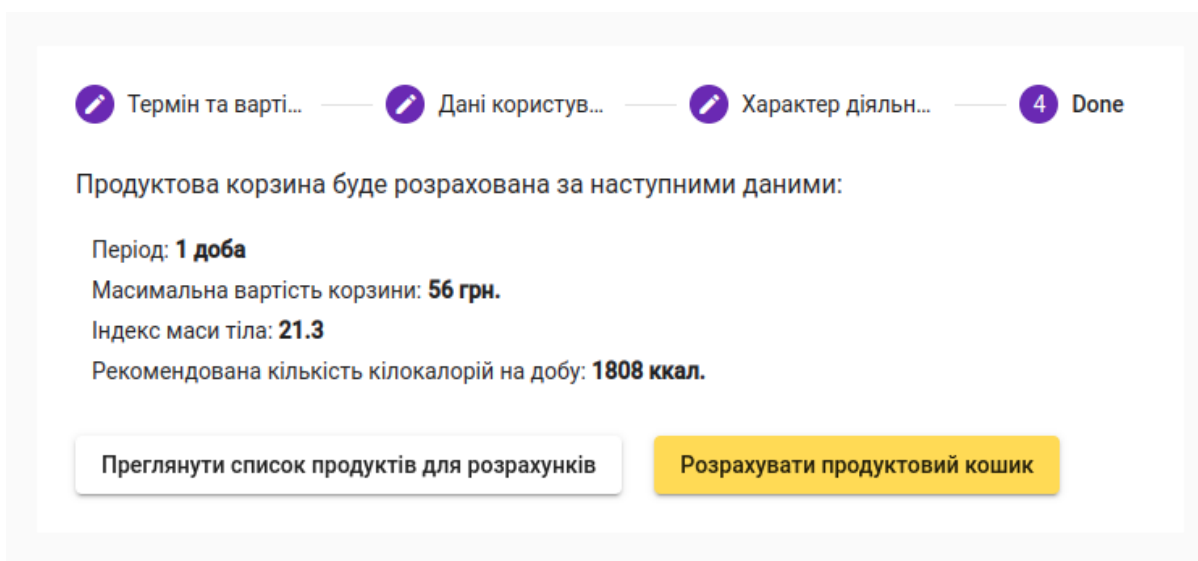 Термін та варті... Дані користув... Характер діяльн... 4 Done
Продуктова корзина буде розрахована за наступними даними:
Період: 1 доба
Масимальна вартість корзини: 56 грн.
Індекс маси тіла: 21.3
Рекомендована кількість кілокалорій на добу: 1808 ккал.
Преглянути список продуктів для розрахунків Розрахувати продуктовий кошик